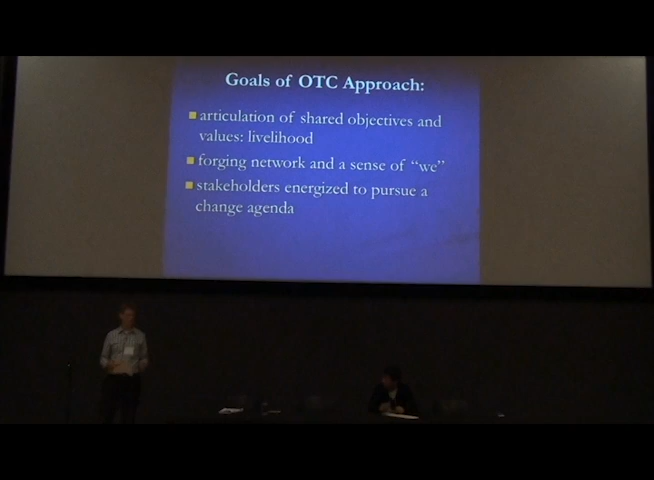 Goals of OTC Approach:
articulation of shared objectives and
values: livelihood
forging network and a sense of “we”
stakeholders energized to pursue a
change agenda